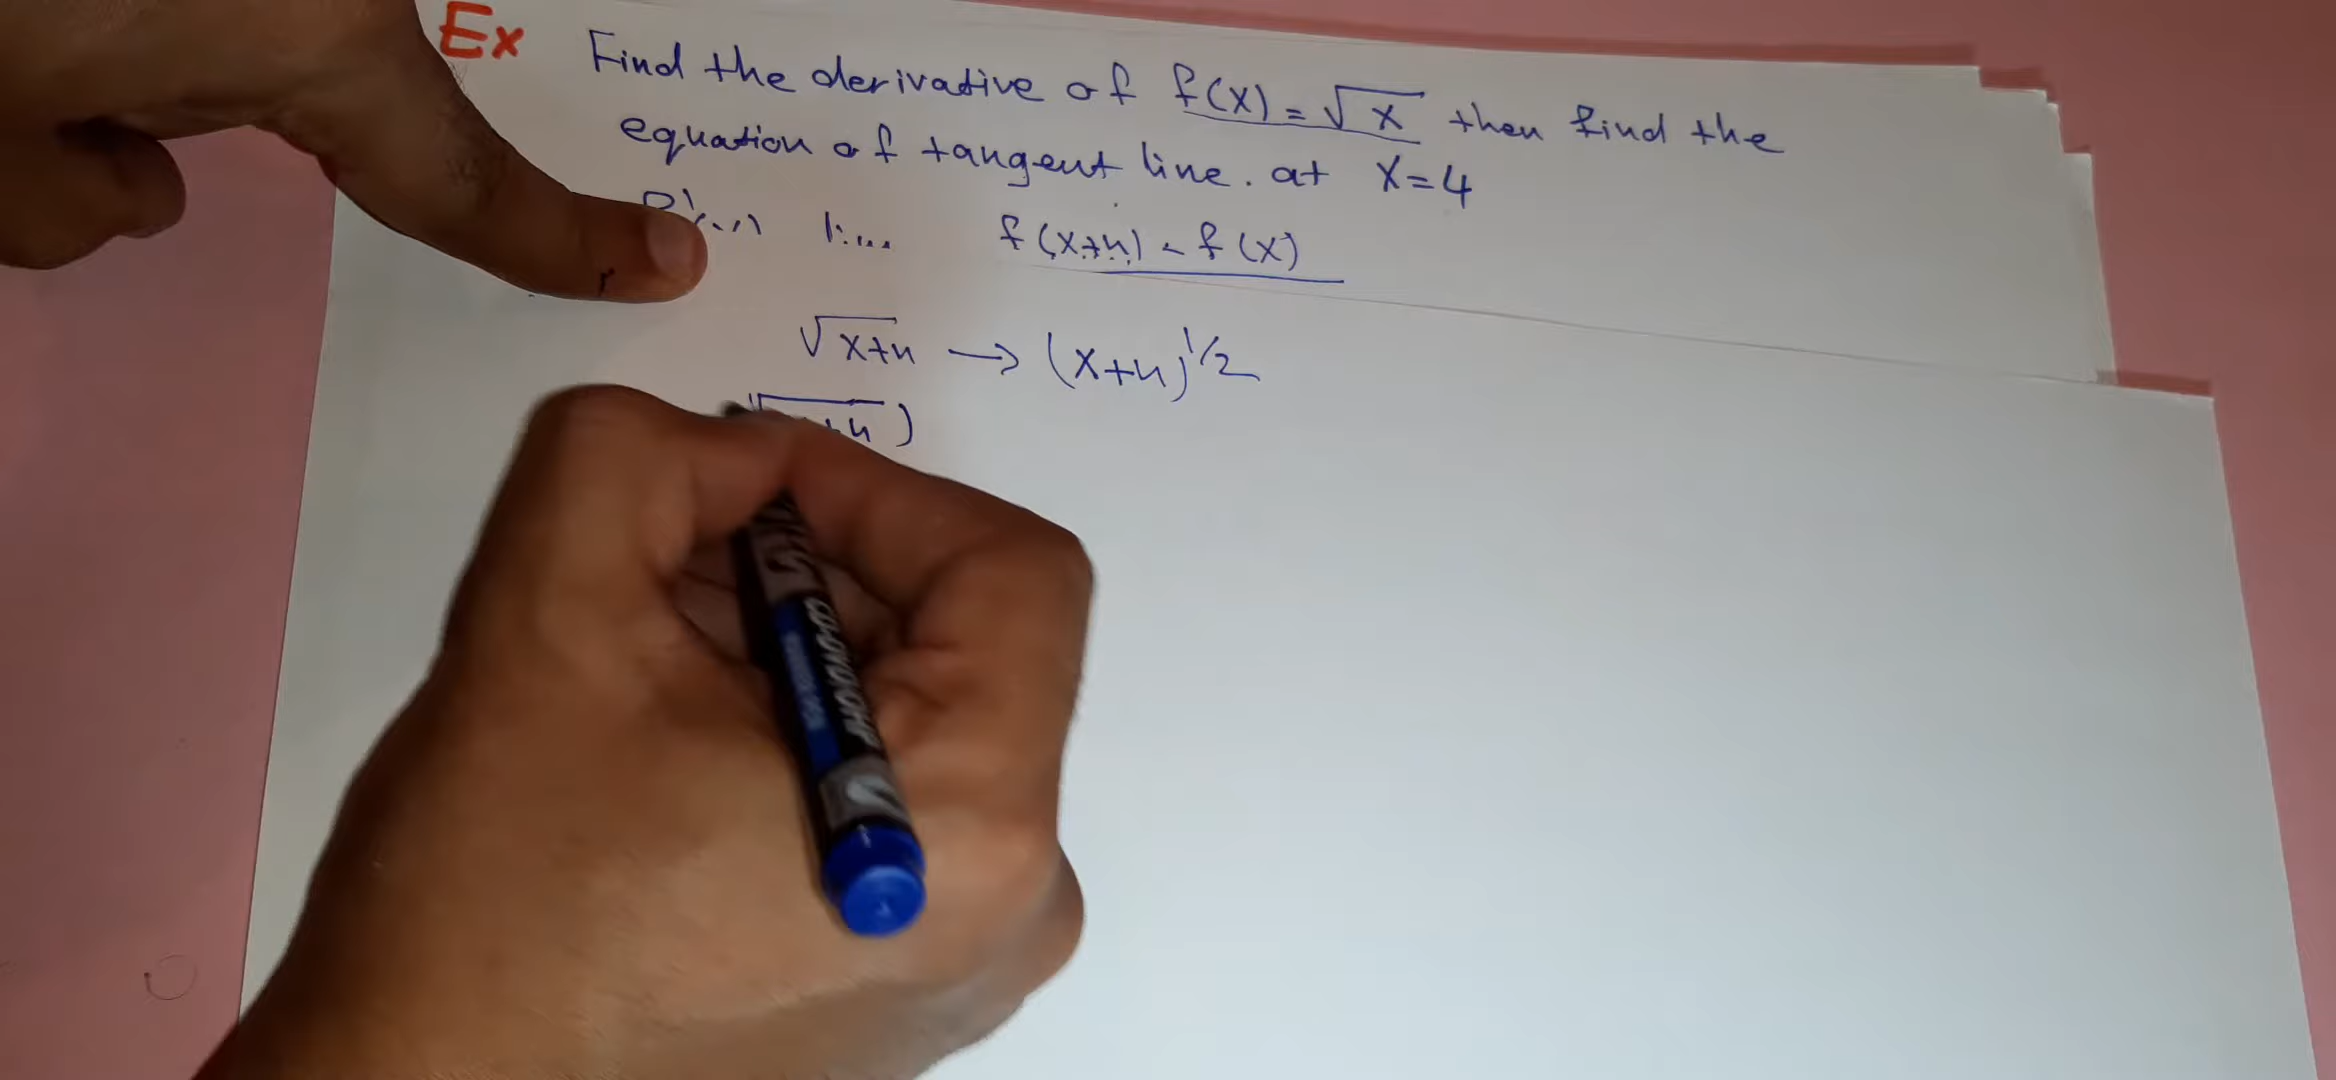 Ex Find the derivative of f(x) = √x then find the
equation of tangent line. at x=4
f(x+h) - f(x)
√x+h → (x+h)^1/2
+h )